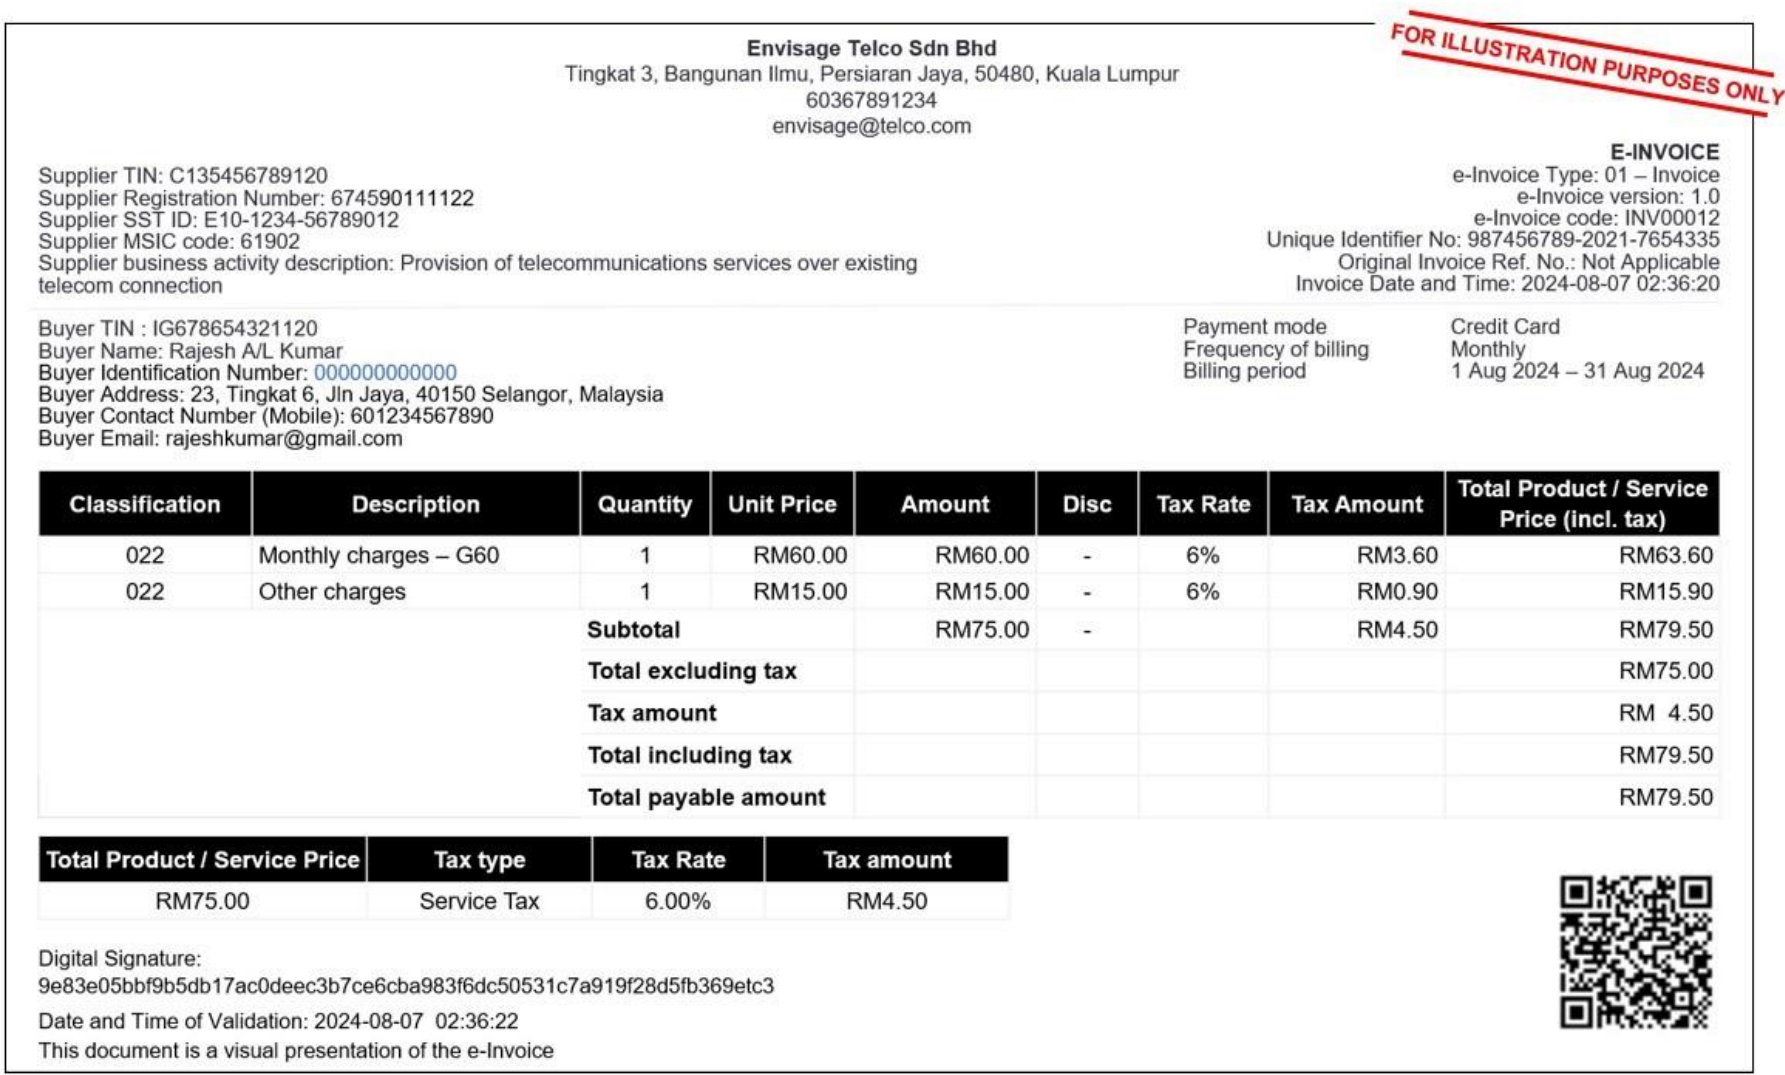 FOR ILLUSTRATION PURPOSES ONLY
Envisage Telco Sdn Bhd
Tingkat 3, Bangunan Ilmu, Persiaran Jaya, 50480, Kuala Lumpur
60367891234
envisage@telco.com
E-INVOICE
e-Invoice Type: 01 – Invoice
e-Invoice version: 1.0
e-Invoice code: INV00012
Unique Identifier No: 987456789-2021-7654335
Original Invoice Ref. No.: Not Applicable
Invoice Date and Time: 2024-08-07 02:36:20
Supplier TIN: C135456789120
Supplier Registration Number: 674590111122
Supplier SST ID: E10-1234-56789012
Supplier MSIC code: 61902
Supplier business activity description: Provision of telecommunications services over existing
telecom connection
Buyer TIN : IG678654321120
Buyer Name: Rajesh A/L Kumar
Buyer Identification Number: 000000000000
Buyer Address: 23, Tingkat 6, Jln Jaya, 40150 Selangor, Malaysia
Buyer Contact Number (Mobile): 601234567890
Buyer Email: rajeshkumar@gmail.com
Payment mode Credit Card
Frequency of billing Monthly
Billing period 1 Aug 2024 – 31 Aug 2024
Classification Description Quantity Unit Price Amount Disc Tax Rate Tax Amount Total Product / Service
Price (incl. tax)
022 Monthly charges – G60 1 RM60.00 RM60.00 - 6% RM3.60 RM63.60
022 Other charges 1 RM15.00 RM15.00 - 6% RM0.90 RM15.90
Subtotal RM75.00 - RM4.50 RM79.50
Total excluding tax RM75.00
Tax amount RM 4.50
Total including tax RM79.50
Total payable amount RM79.50
Total Product / Service Price Tax type Tax Rate Tax amount
RM75.00 Service Tax 6.00% RM4.50
Digital Signature:
9e83e05bbf9b5db17ac0deec3b7ce6cba983f6dc50531c7a919f28d5fb369etc3
Date and Time of Validation: 2024-08-07 02:36:22
This document is a visual presentation of the e-Invoice